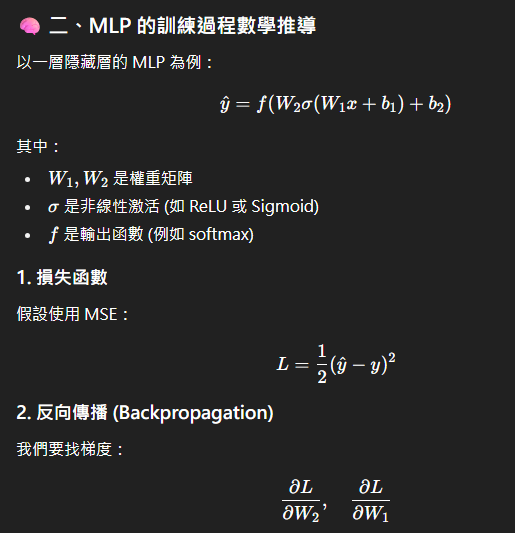 🧠 二、MLP 的訓練過程數學推導
以一層隱藏層的 MLP 為例：
ŷ = f(W₂σ(W₁x + b₁) + b₂)
其中：
• W₁, W₂ 是權重矩陣
• σ 是非線性激活 (如 ReLU 或 Sigmoid)
• f 是輸出函數 (例如 softmax)
1. 損失函數
假設使用 MSE：
L = 1/2 (ŷ − y)²
2. 反向傳播 (Backpropagation)
我們要找梯度：
∂L/∂W₂, ∂L/∂W₁